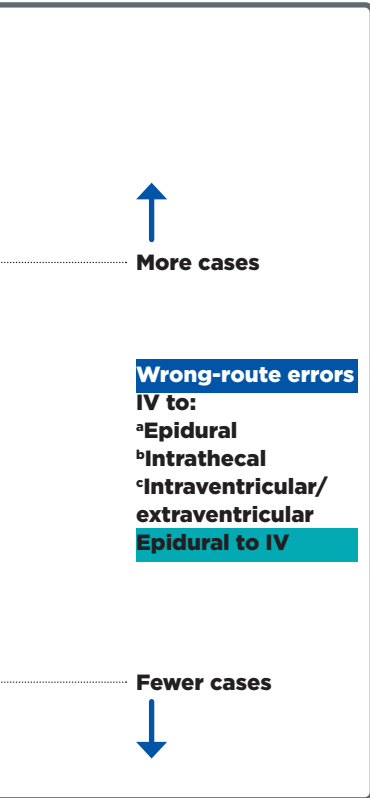 More cases
Wrong-route errors
IV to:
ᵃEpidural
ᵇIntrathecal
ᶜIntraventricular/
extraventricular
Epidural to IV
Fewer cases